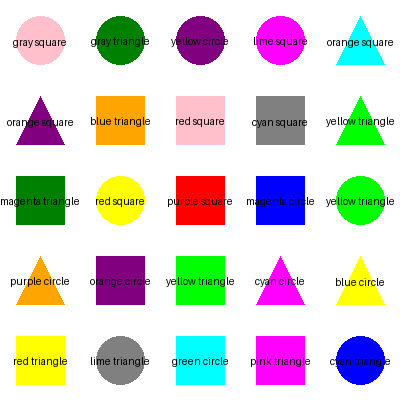 gray square
gray triangle
yellow circle
lime square
orange square
orange square
blue triangle
red square
cyan square
yellow triangle
magenta triangle
red square
purple square
magenta circle
yellow triangle
purple circle
orange circle
yellow triangle
cyan circle
blue circle
red triangle
lime triangle
green circle
pink triangle
cyan triangle